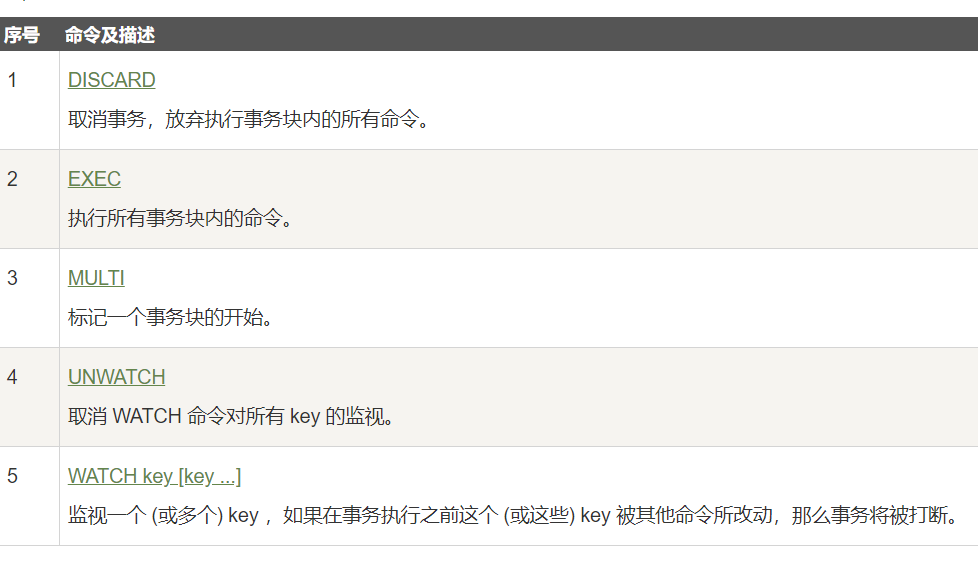 序号 命令及描述
1 DISCARD
取消事务，放弃执行事务块内的所有命令。
2 EXEC
执行所有事务块内的命令。
3 MULTI
标记一个事务块的开始。
4 UNWATCH
取消 WATCH 命令对所有 key 的监视。
5 WATCH key [key ...]
监视一个 (或多个) key ，如果在事务执行之前这个 (或这些) key 被其他命令所改动，那么事务将被打断。